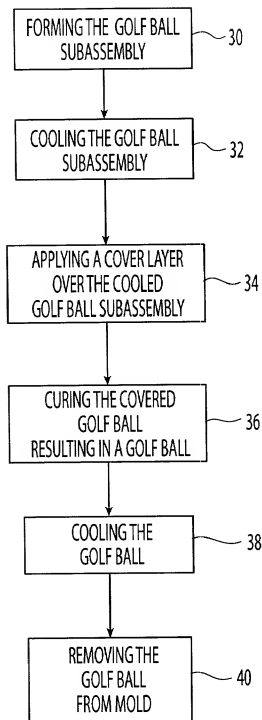 FORMING THE GOLF BALL
SUBASSEMBLY
30
COOLING THE GOLF BALL
SUBASSEMBLY
32
APPLYING A COVER LAYER
OVER THE COOLED
GOLF BALL SUBASSEMBLY
34
CURING THE COVERED
GOLF BALL
RESULTING IN A GOLF BALL
36
COOLING THE
GOLF BALL
38
REMOVING THE
GOLF BALL
FROM MOLD
40